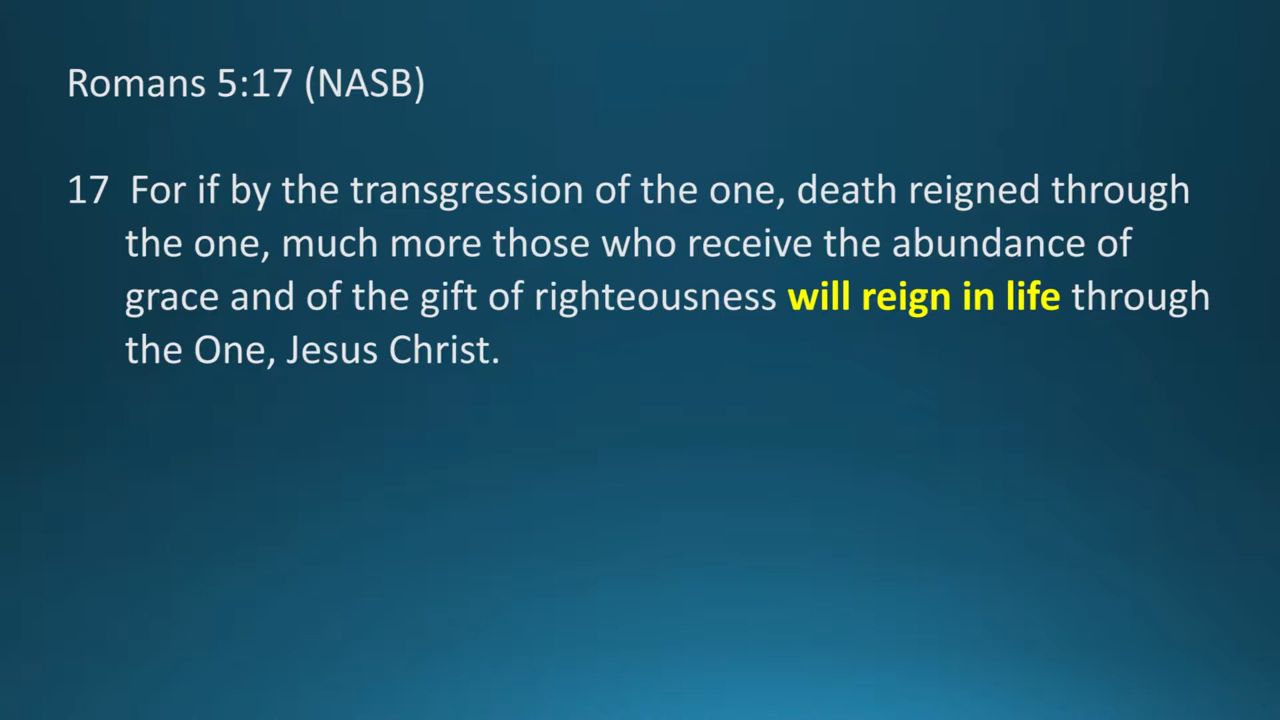 Romans 5:17 (NASB)
17 For if by the transgression of the one, death reigned through
the one, much more those who receive the abundance of
grace and of the gift of righteousness will reign in life through
the One, Jesus Christ.